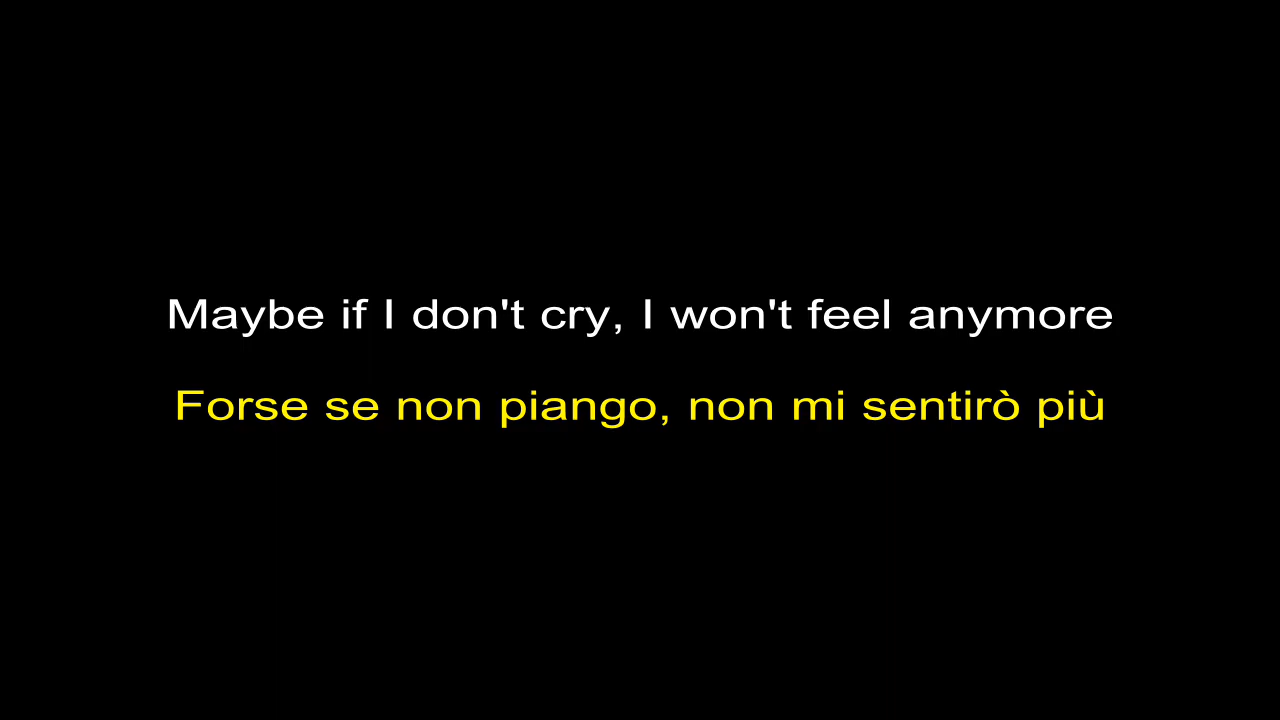 Maybe if I don't cry, I won't feel anymore
Forse se non piango, non mi sentirò più